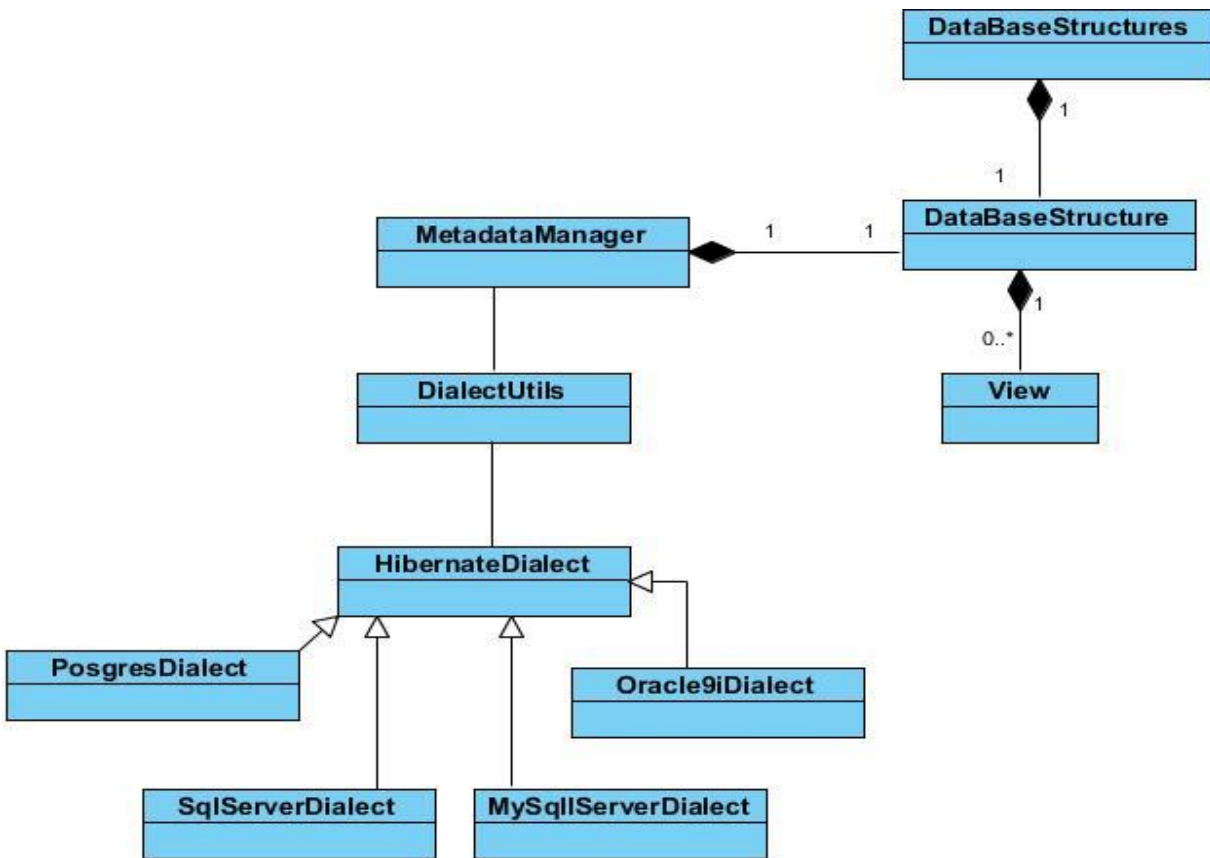 DataBaseStructures
1
1
DataBaseStructure
MetadataManager
1
1
1
0..*
View
DialectUtils
HibernateDialect
PosgresDialect
Oracle9iDialect
SqlServerDialect
MySqllServerDialect